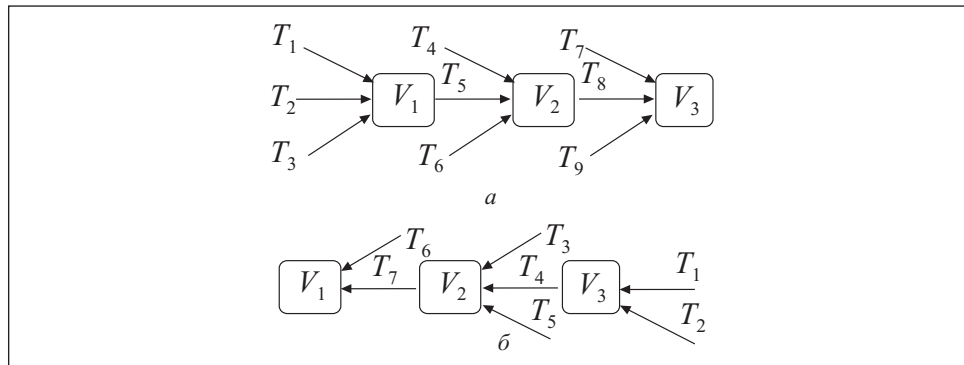 T₁ T₄ T₇
T₂ V₁ T₅ V₂ T₈ V₃
T₃ T₆ T₉
а
T₆ T₃
V₁ T₇ V₂ T₄ V₃ T₁
T₅ T₂
б